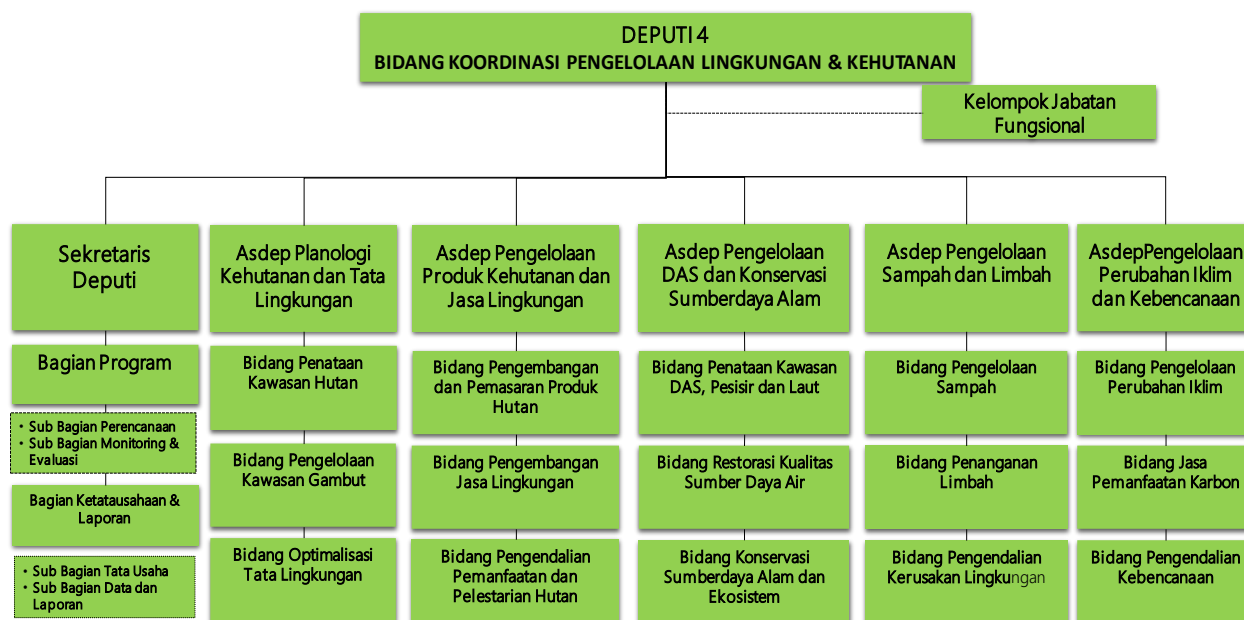 DEPUTI 4
BIDANG KOORDINASI PENGELOLAAN LINGKUNGAN & KEHUTANAN
Kelompok Jabatan
Fungsional
Sekretaris
Deputi
Bagian Program
• Sub Bagian Perencanaan
• Sub Bagian Monitoring &
Evaluasi
Bagian Ketatausahaan &
Laporan
• Sub Bagian Tata Usaha
• Sub Bagian Data dan
Laporan
Asdep Planologi
Kehutanan dan Tata
Lingkungan
Bidang Penataan
Kawasan Hutan
Bidang Pengelolaan
Kawasan Gambut
Bidang Optimalisasi
Tata Lingkungan
Asdep Pengelolaan
Produk Kehutanan dan
Jasa Lingkungan
Bidang Pengembangan
dan Pemasaran Produk
Hutan
Bidang Pengembangan
Jasa Lingkungan
Bidang Pengendalian
Pemanfaatan dan
Pelestarian Hutan
Asdep Pengelolaan
DAS dan Konservasi
Sumberdaya Alam
Bidang Penataan Kawasan
DAS, Pesisir dan Laut
Bidang Restorasi Kualitas
Sumber Daya Air
Bidang Konservasi
Sumberdaya Alam dan
Ekosistem
Asdep Pengelolaan
Sampah dan Limbah
Bidang Pengelolaan
Sampah
Bidang Penanganan
Limbah
Bidang Pengendalian
Kerusakan Lingkungan
AsdepPengelolaan
Perubahan Iklim
dan Kebencanaan
Bidang Pengelolaan
Perubahan Iklim
Bidang Jasa
Pemanfaatan Karbon
Bidang Pengendalian
Kebencanaan